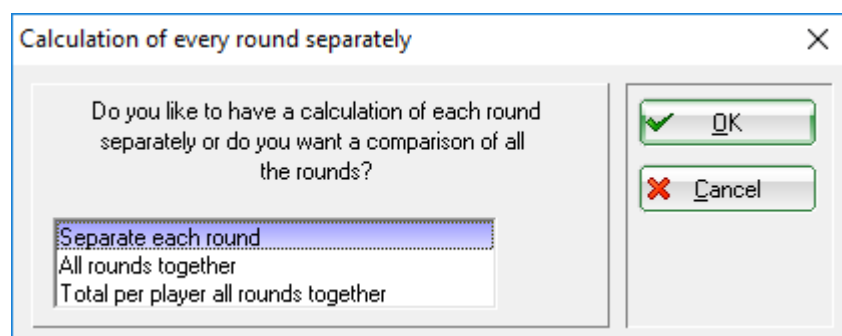 Calculation of every round separately
Do you like to have a calculation of each round
separately or do you want a comparison of all
the rounds?
Separate each round
All rounds together
Total per player all rounds together
OK
Cancel